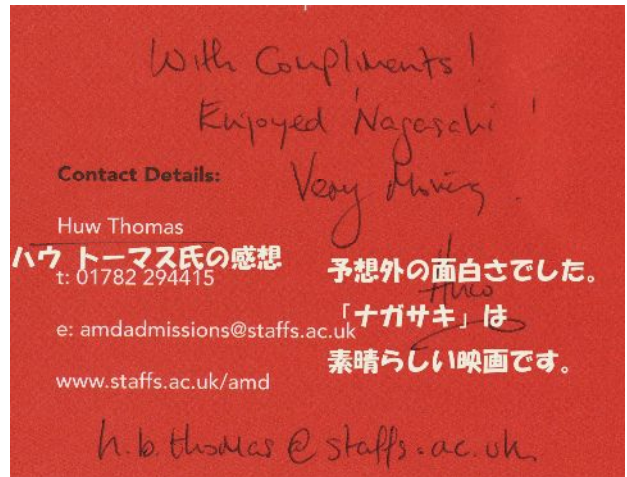 With Compliments!
Enjoyed 'Nagasaki'!
Very Moving.
Contact Details:
Huw Thomas
ハウ トーマス氏の感想
t: 01782 294415
予想外の面白さでした。
Huw
「ナガサキ」は
e: amdadmissions@staffs.ac.uk
素晴らしい映画です。
www.staffs.ac.uk/amd
h.b.thomas@staffs.ac.uk